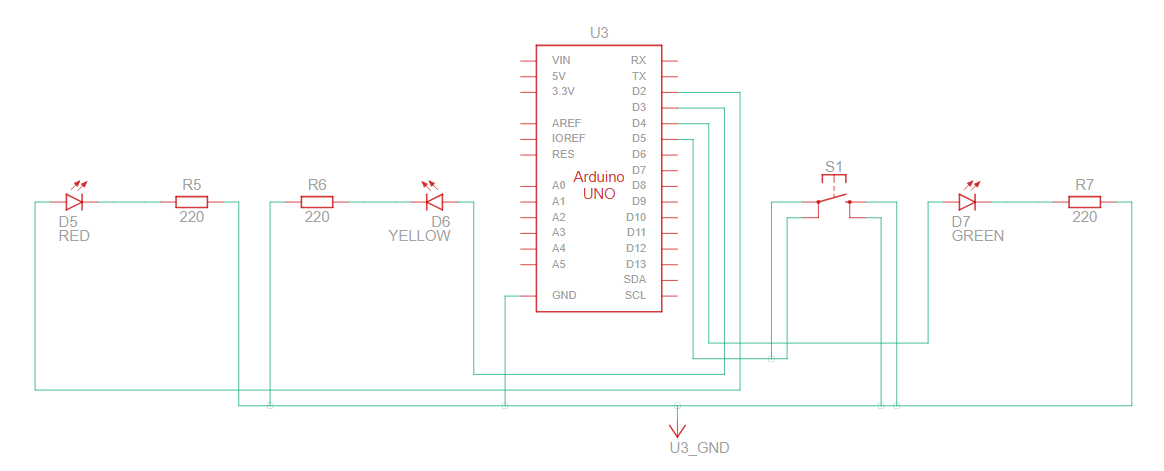 U3
VIN RX
5V TX
3.3V D2
D3
AREF D4
IOREF D5
RES D6
D7
Arduino
UNO
A0 D8
A1 D9
A2 D10
A3 D11
A4 D12
A5 D13
SDA
GND SCL
D5
RED
R5
220
R6
220
D6
YELLOW
S1
D7
GREEN
R7
220
U3_GND